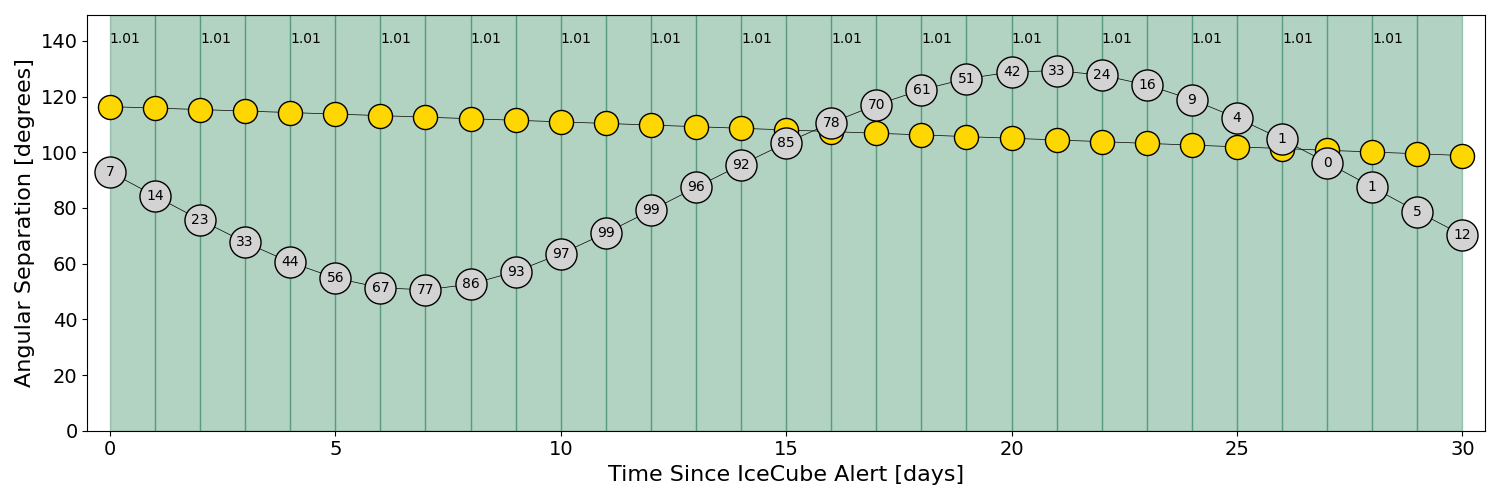 140
120
100
80
60
40
20
0
Angular Separation [degrees]
1.01 1.01 1.01 1.01 1.01 1.01 1.01 1.01 1.01 1.01 1.01 1.01 1.01 1.01 1.01
7 14 23 33 44 56 67 77 86 93 97 99 99 96 92 85 78 70 61 51 42 33 24 16 9 4 1 0 1 5 12
0 5 10 15 20 25 30
Time Since IceCube Alert [days]